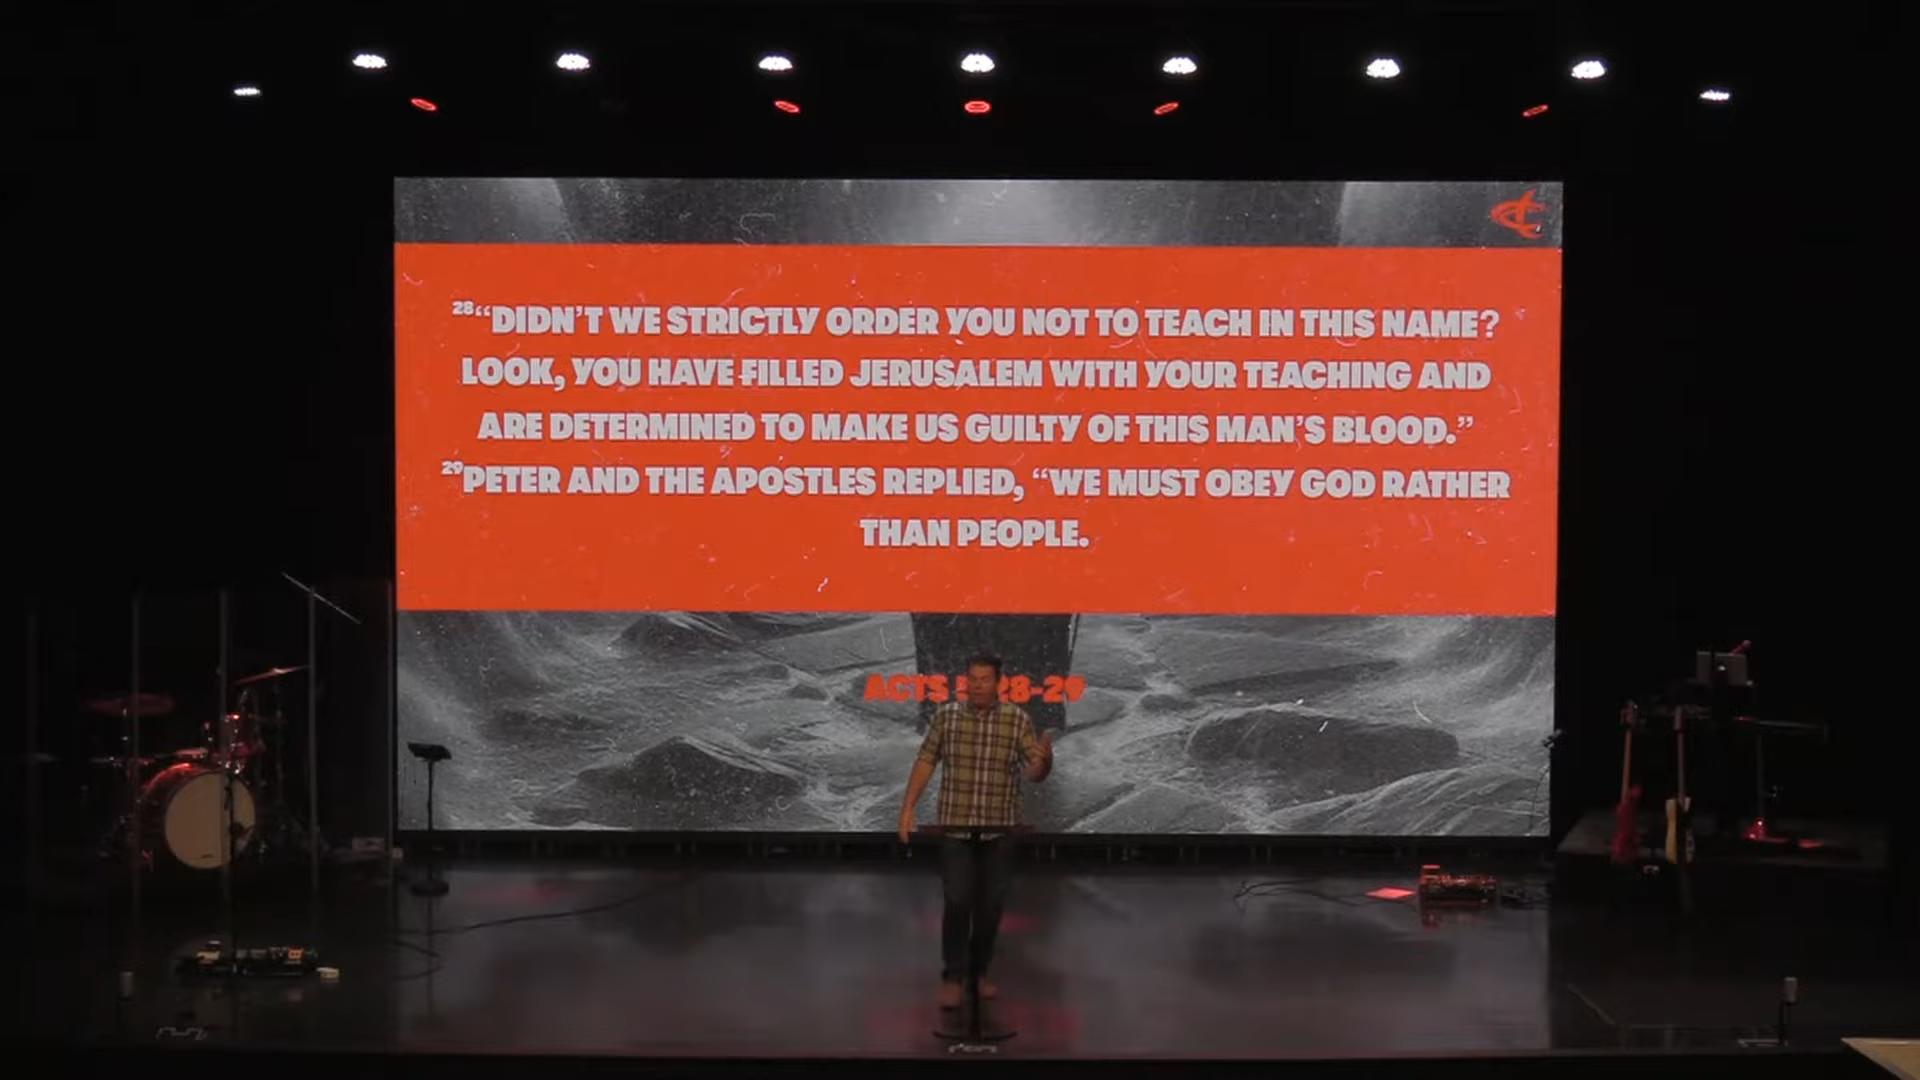 ²⁸“DIDN’T WE STRICTLY ORDER YOU NOT TO TEACH IN THIS NAME?
LOOK, YOU HAVE FILLED JERUSALEM WITH YOUR TEACHING AND
ARE DETERMINED TO MAKE US GUILTY OF THIS MAN’S BLOOD.”
²⁹PETER AND THE APOSTLES REPLIED, “WE MUST OBEY GOD RATHER
THAN PEOPLE.
ACTS 28-29